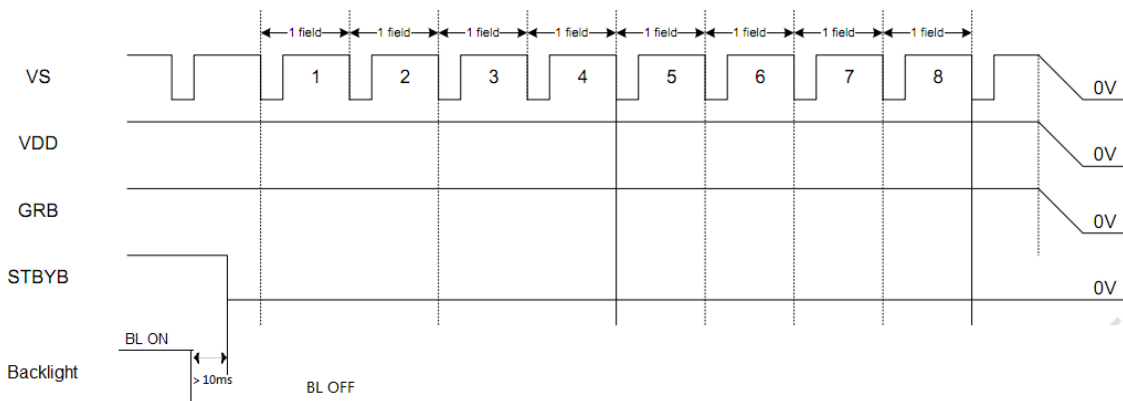 1 field 1 field 1 field 1 field 1 field 1 field 1 field 1 field
VS 1 2 3 4 5 6 7 8 0V
VDD 0V
GRB 0V
STBYB 0V
BL ON
Backlight > 10ms BL OFF